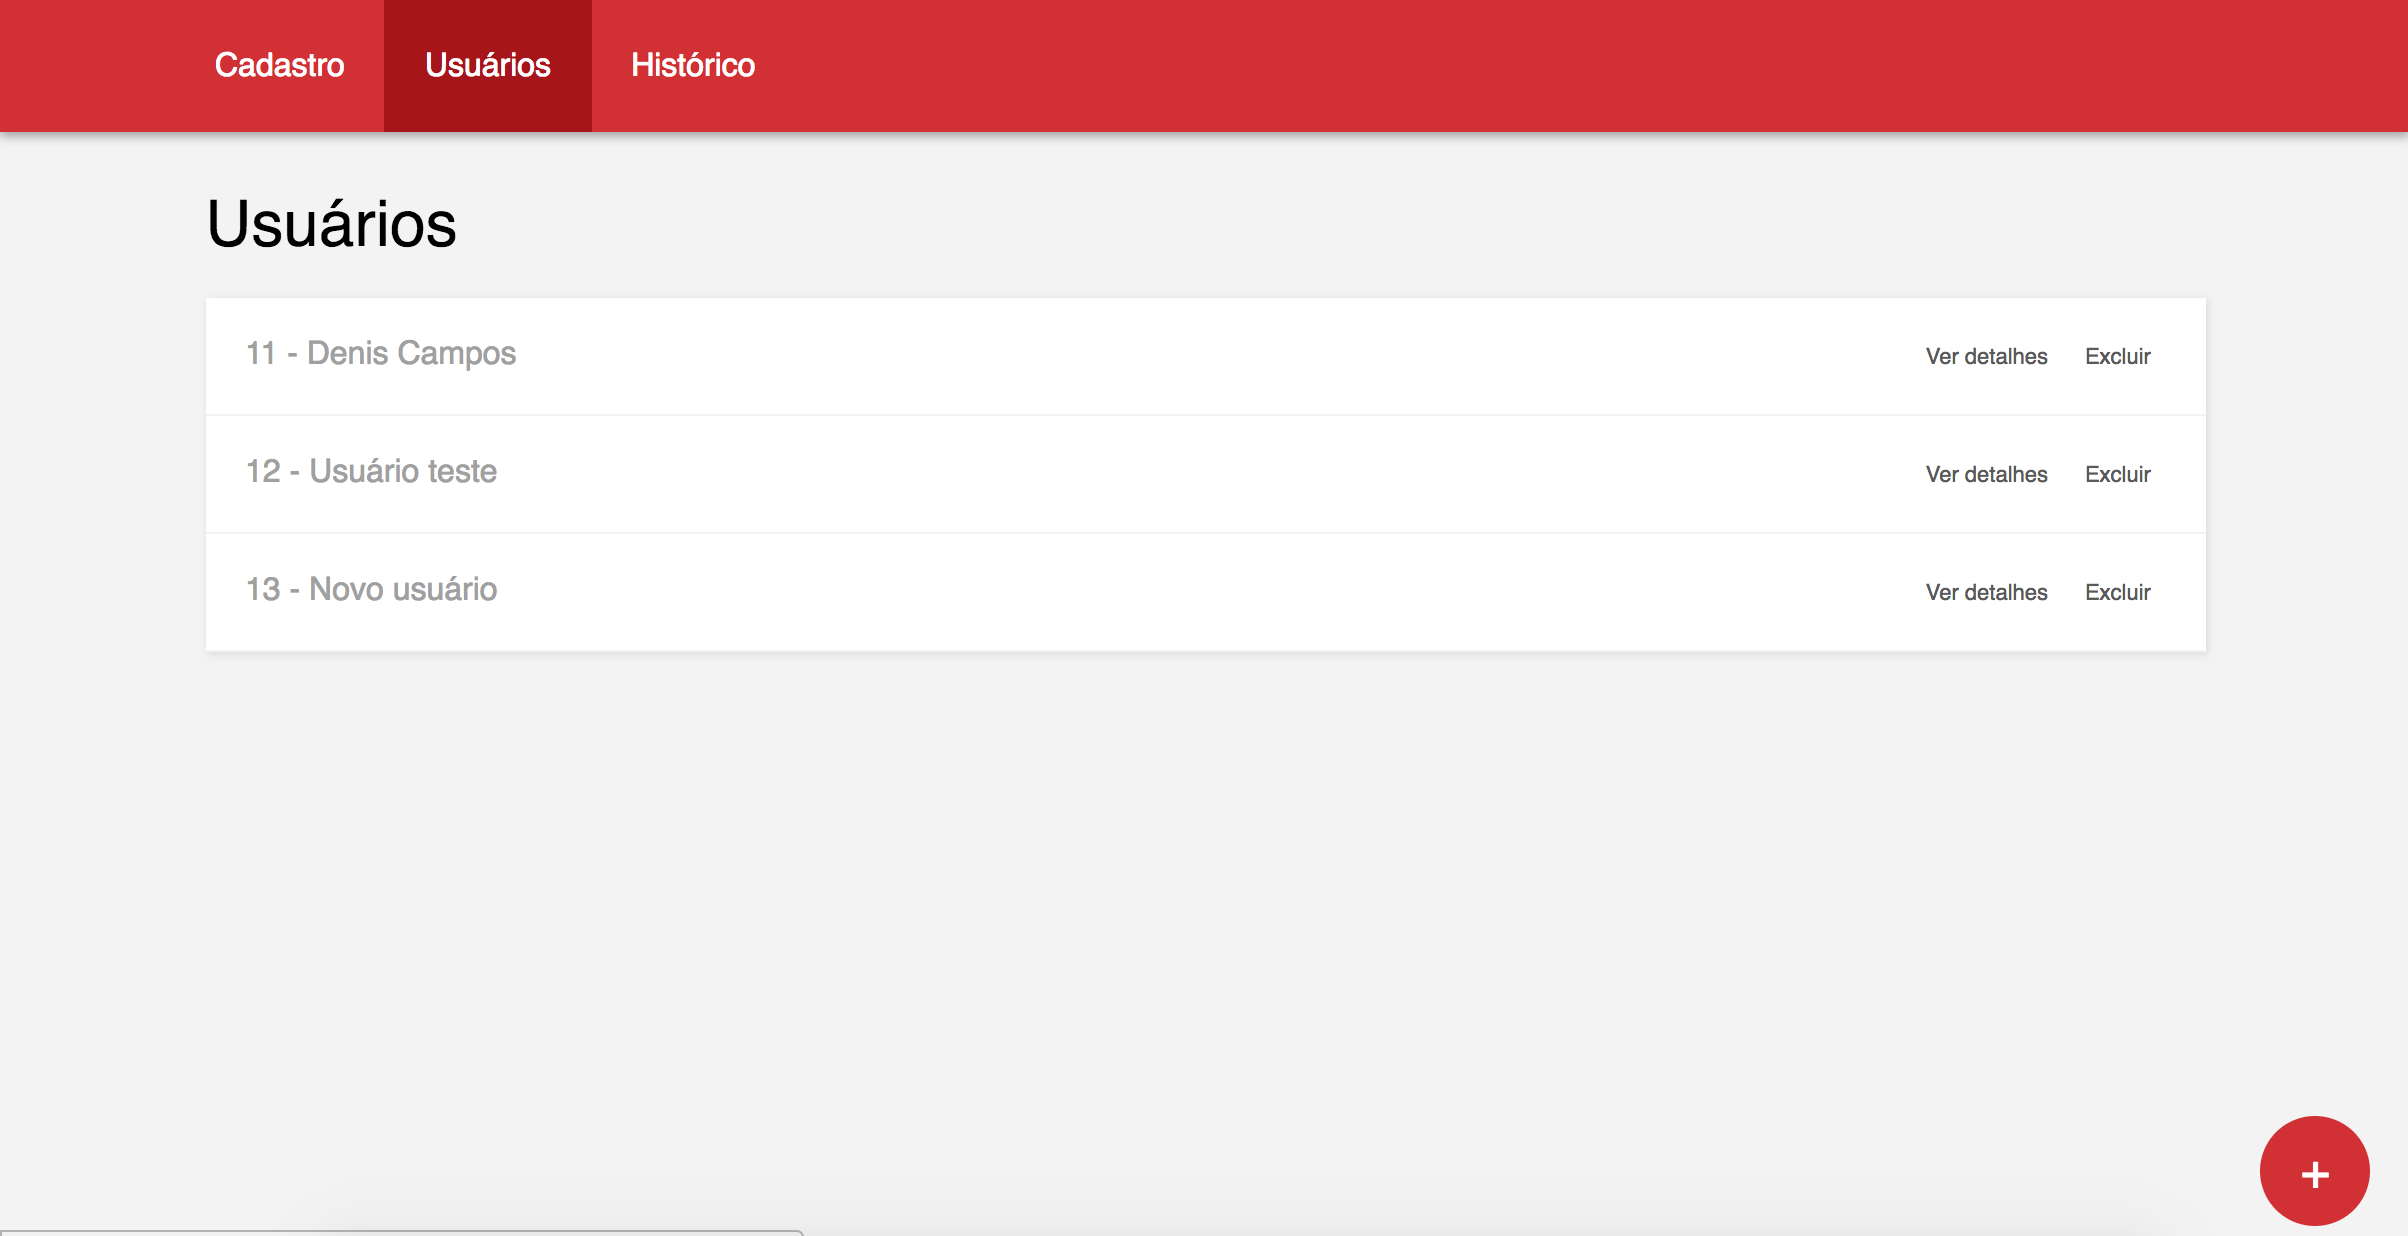 Cadastro Usuários Histórico
Usuários
11 - Denis Campos Ver detalhes Excluir
12 - Usuário teste Ver detalhes Excluir
13 - Novo usuário Ver detalhes Excluir
+